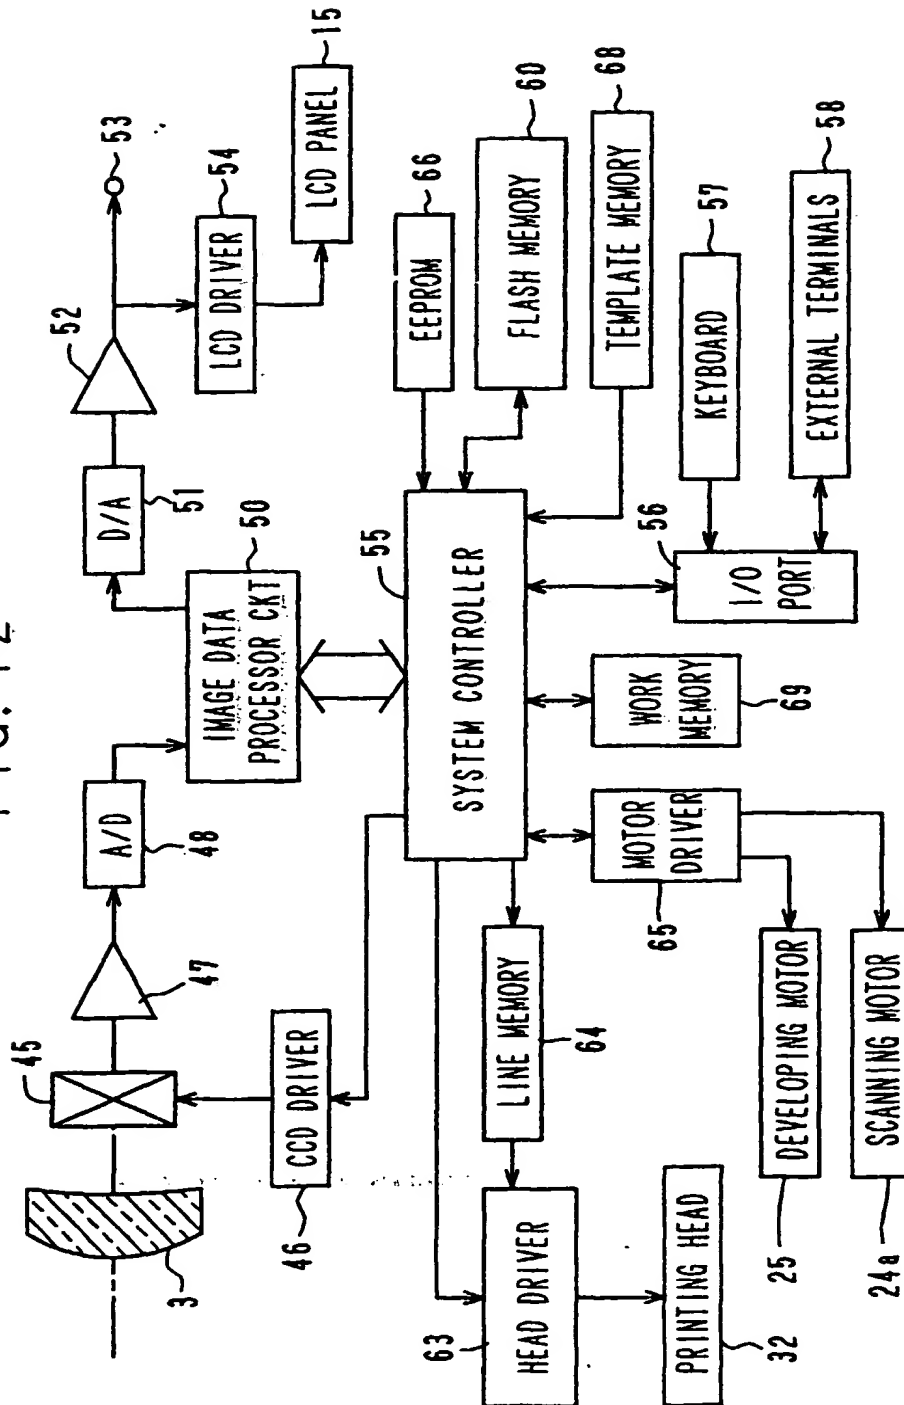 FIG. 12
3
45
47
A/D
48
D/A
51
52
53
46
CCD DRIVER
IMAGE DATA
PROCESSOR CKT
50
LCD DRIVER
54
LCD PANEL
15
63
HEAD DRIVER
PRINTING HEAD
32
LINE MEMORY
64
55
SYSTEM CONTROLLER
EEPROM
66
FLASH MEMORY
60
TEMPLATE MEMORY
68
65
MOTOR
DRIVER
WORK
MEMORY
69
56
I/O
PORT
KEYBOARD
57
EXTERNAL TERMINALS
58
25
DEVELOPING MOTOR
24a
SCANNING MOTOR